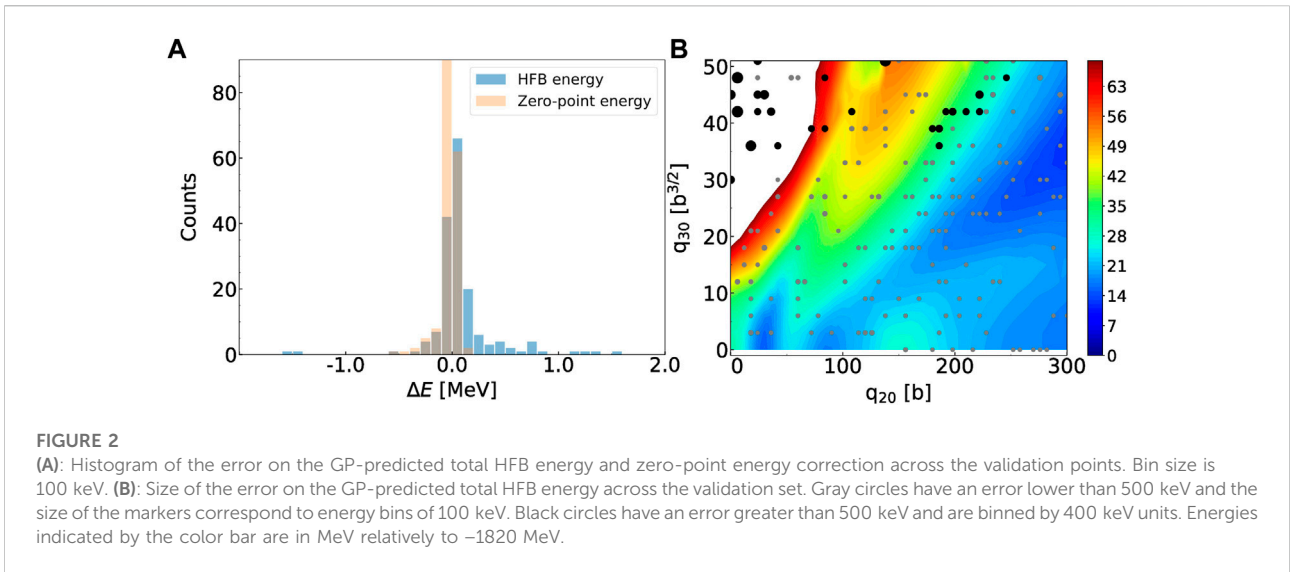 A
B
HFB energy
Zero-point energy
Counts
80
60
40
20
0
-1.0
0.0
1.0
2.0
ΔE [MeV]
q30 [b3/2]
50
40
30
20
10
0
0
100
200
300
q20 [b]
63
56
49
42
35
28
21
14
7
0
FIGURE 2
(A): Histogram of the error on the GP-predicted total HFB energy and zero-point energy correction across the validation points. Bin size is
100 keV. (B): Size of the error on the GP-predicted total HFB energy across the validation set. Gray circles have an error lower than 500 keV and the
size of the markers correspond to energy bins of 100 keV. Black circles have an error greater than 500 keV and are binned by 400 keV units. Energies
indicated by the color bar are in MeV relatively to −1820 MeV.